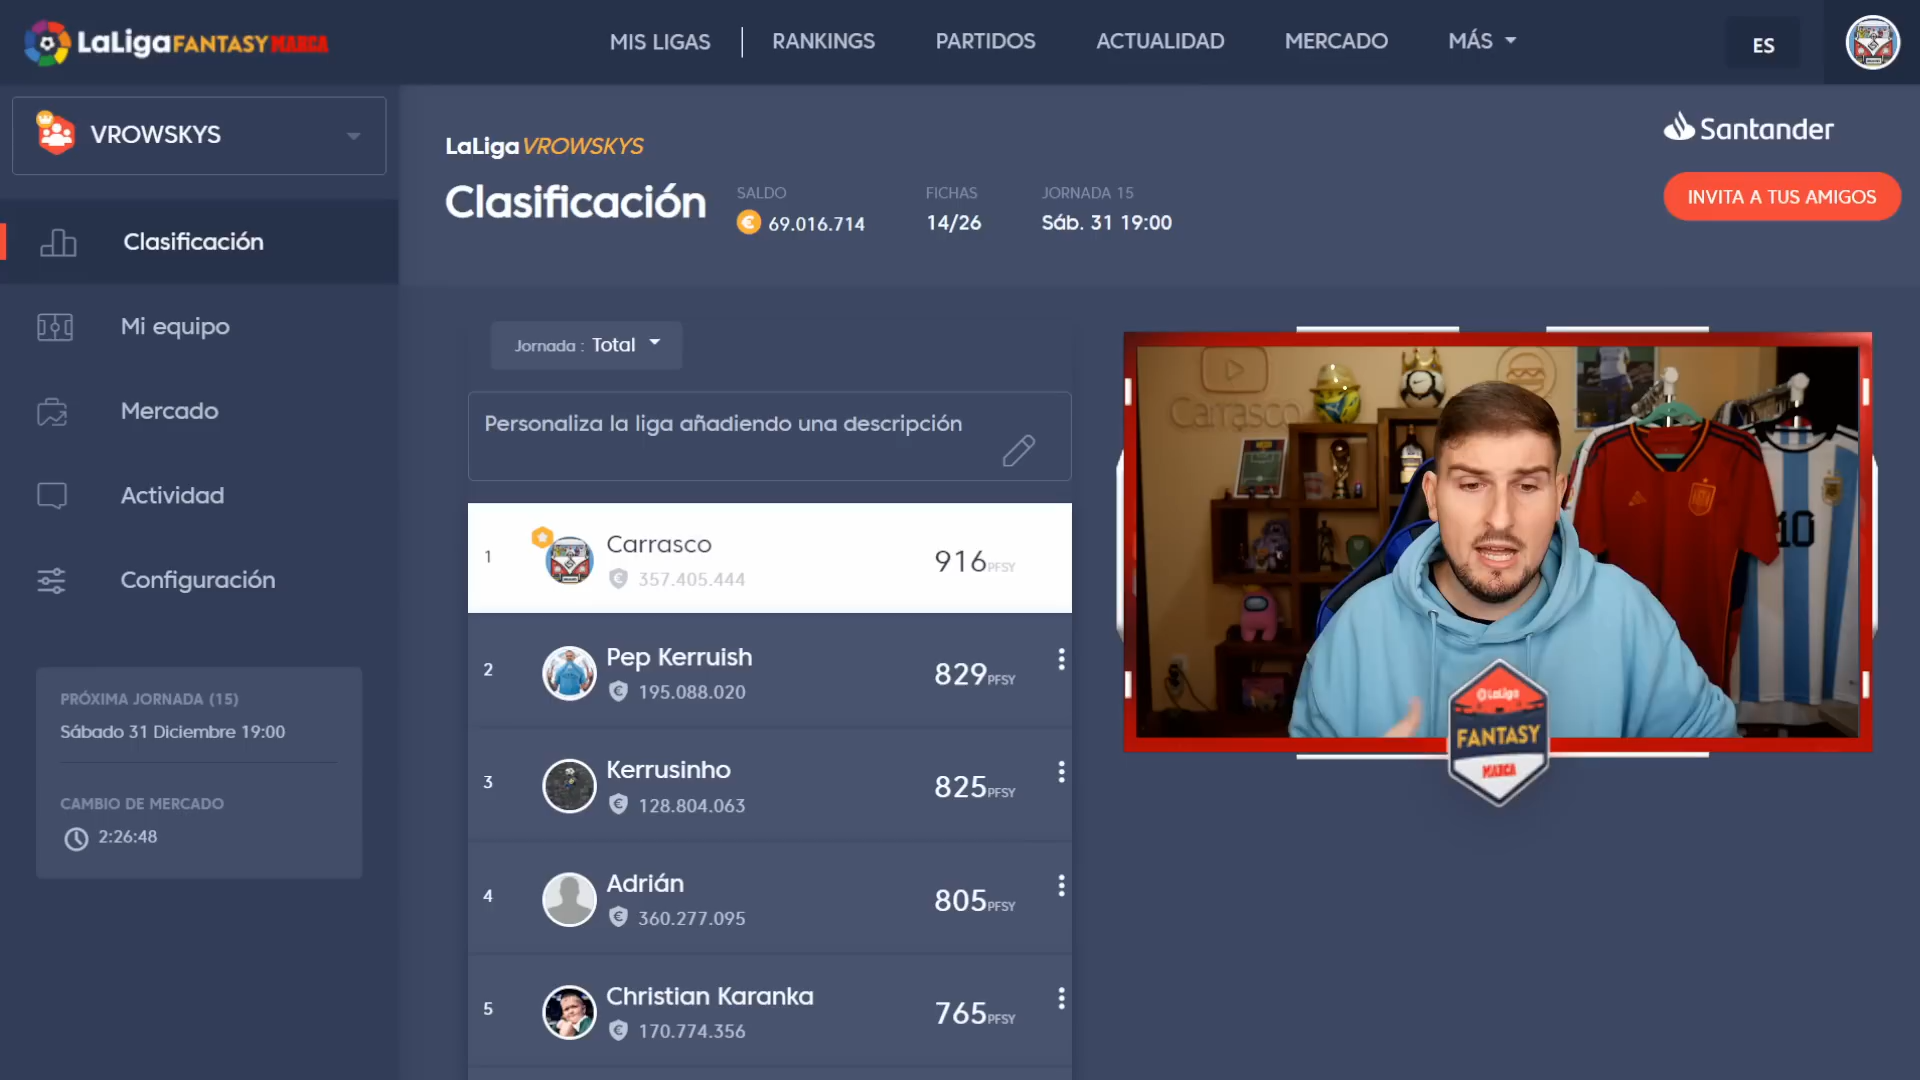 LaLiga FANTASY MARCA
MIS LIGAS
RANKINGS
PARTIDOS
ACTUALIDAD
MERCADO
MÁS
ES
VROWSKYS
Clasificación
Mi equipo
Mercado
Actividad
Configuración
PRÓXIMA JORNADA (15)
Sábado 31 Diciembre 19:00
CAMBIO DE MERCADO
2:26:48
LaLiga VROWSKYS
Clasificación
SALDO
69.016.714
FICHAS
14/26
JORNADA 15
Sáb. 31 19:00
Santander
INVITA A TUS AMIGOS
Jornada : Total
Personaliza la liga añadiendo una descripción
1
Carrasco
357.405.444
916 PFSY
2
Pep Kerruish
195.088.020
829 PFSY
3
Kerrusinho
128.804.063
825 PFSY
4
Adrián
360.277.095
805 PFSY
5
Christian Karanka
170.774.356
765 PFSY
Carrasco
10
LaLiga
FANTASY
MARCA